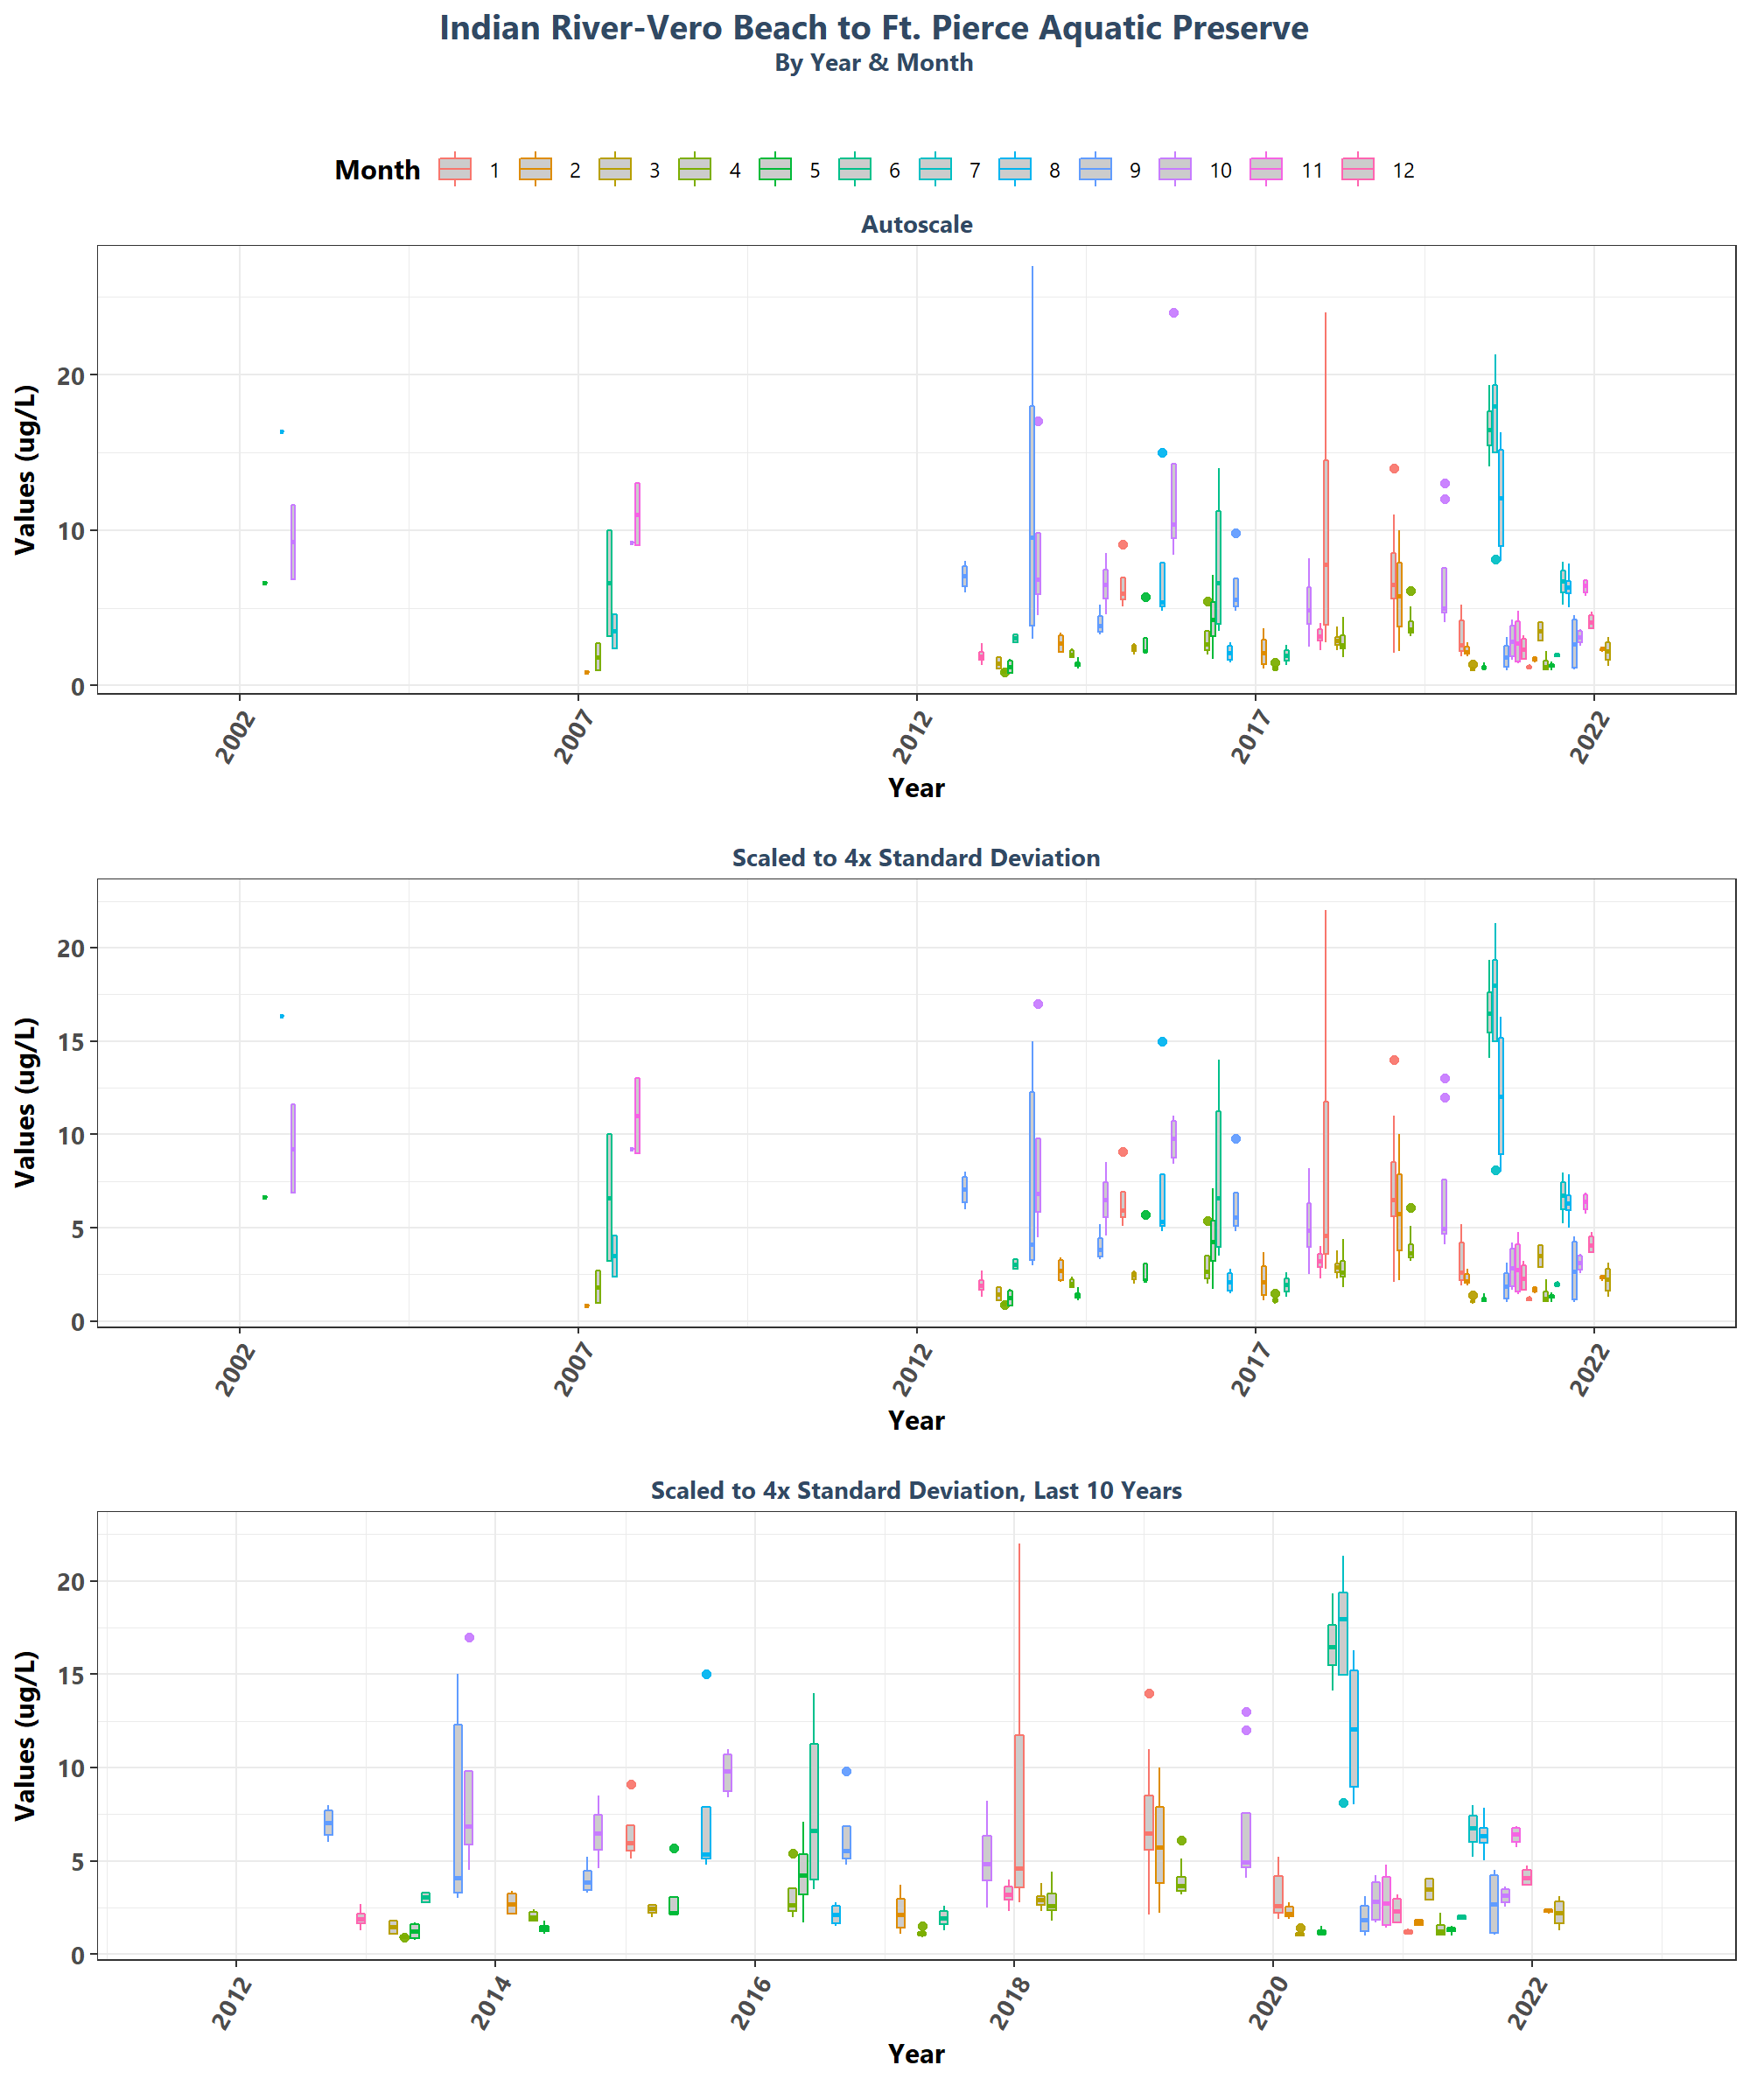 Indian River-Vero Beach to Ft. Pierce Aquatic Preserve
By Year & Month
Month 1 2 3 4 5 6 7 8 9 10 11 12
Autoscale
Values (ug/L)
20
10
0
2002 2007 2012 2017 2022
Year
Scaled to 4x Standard Deviation
Values (ug/L)
20
15
10
5
0
2002 2007 2012 2017 2022
Year
Scaled to 4x Standard Deviation, Last 10 Years
Values (ug/L)
20
15
10
5
0
2012 2014 2016 2018 2020 2022
Year